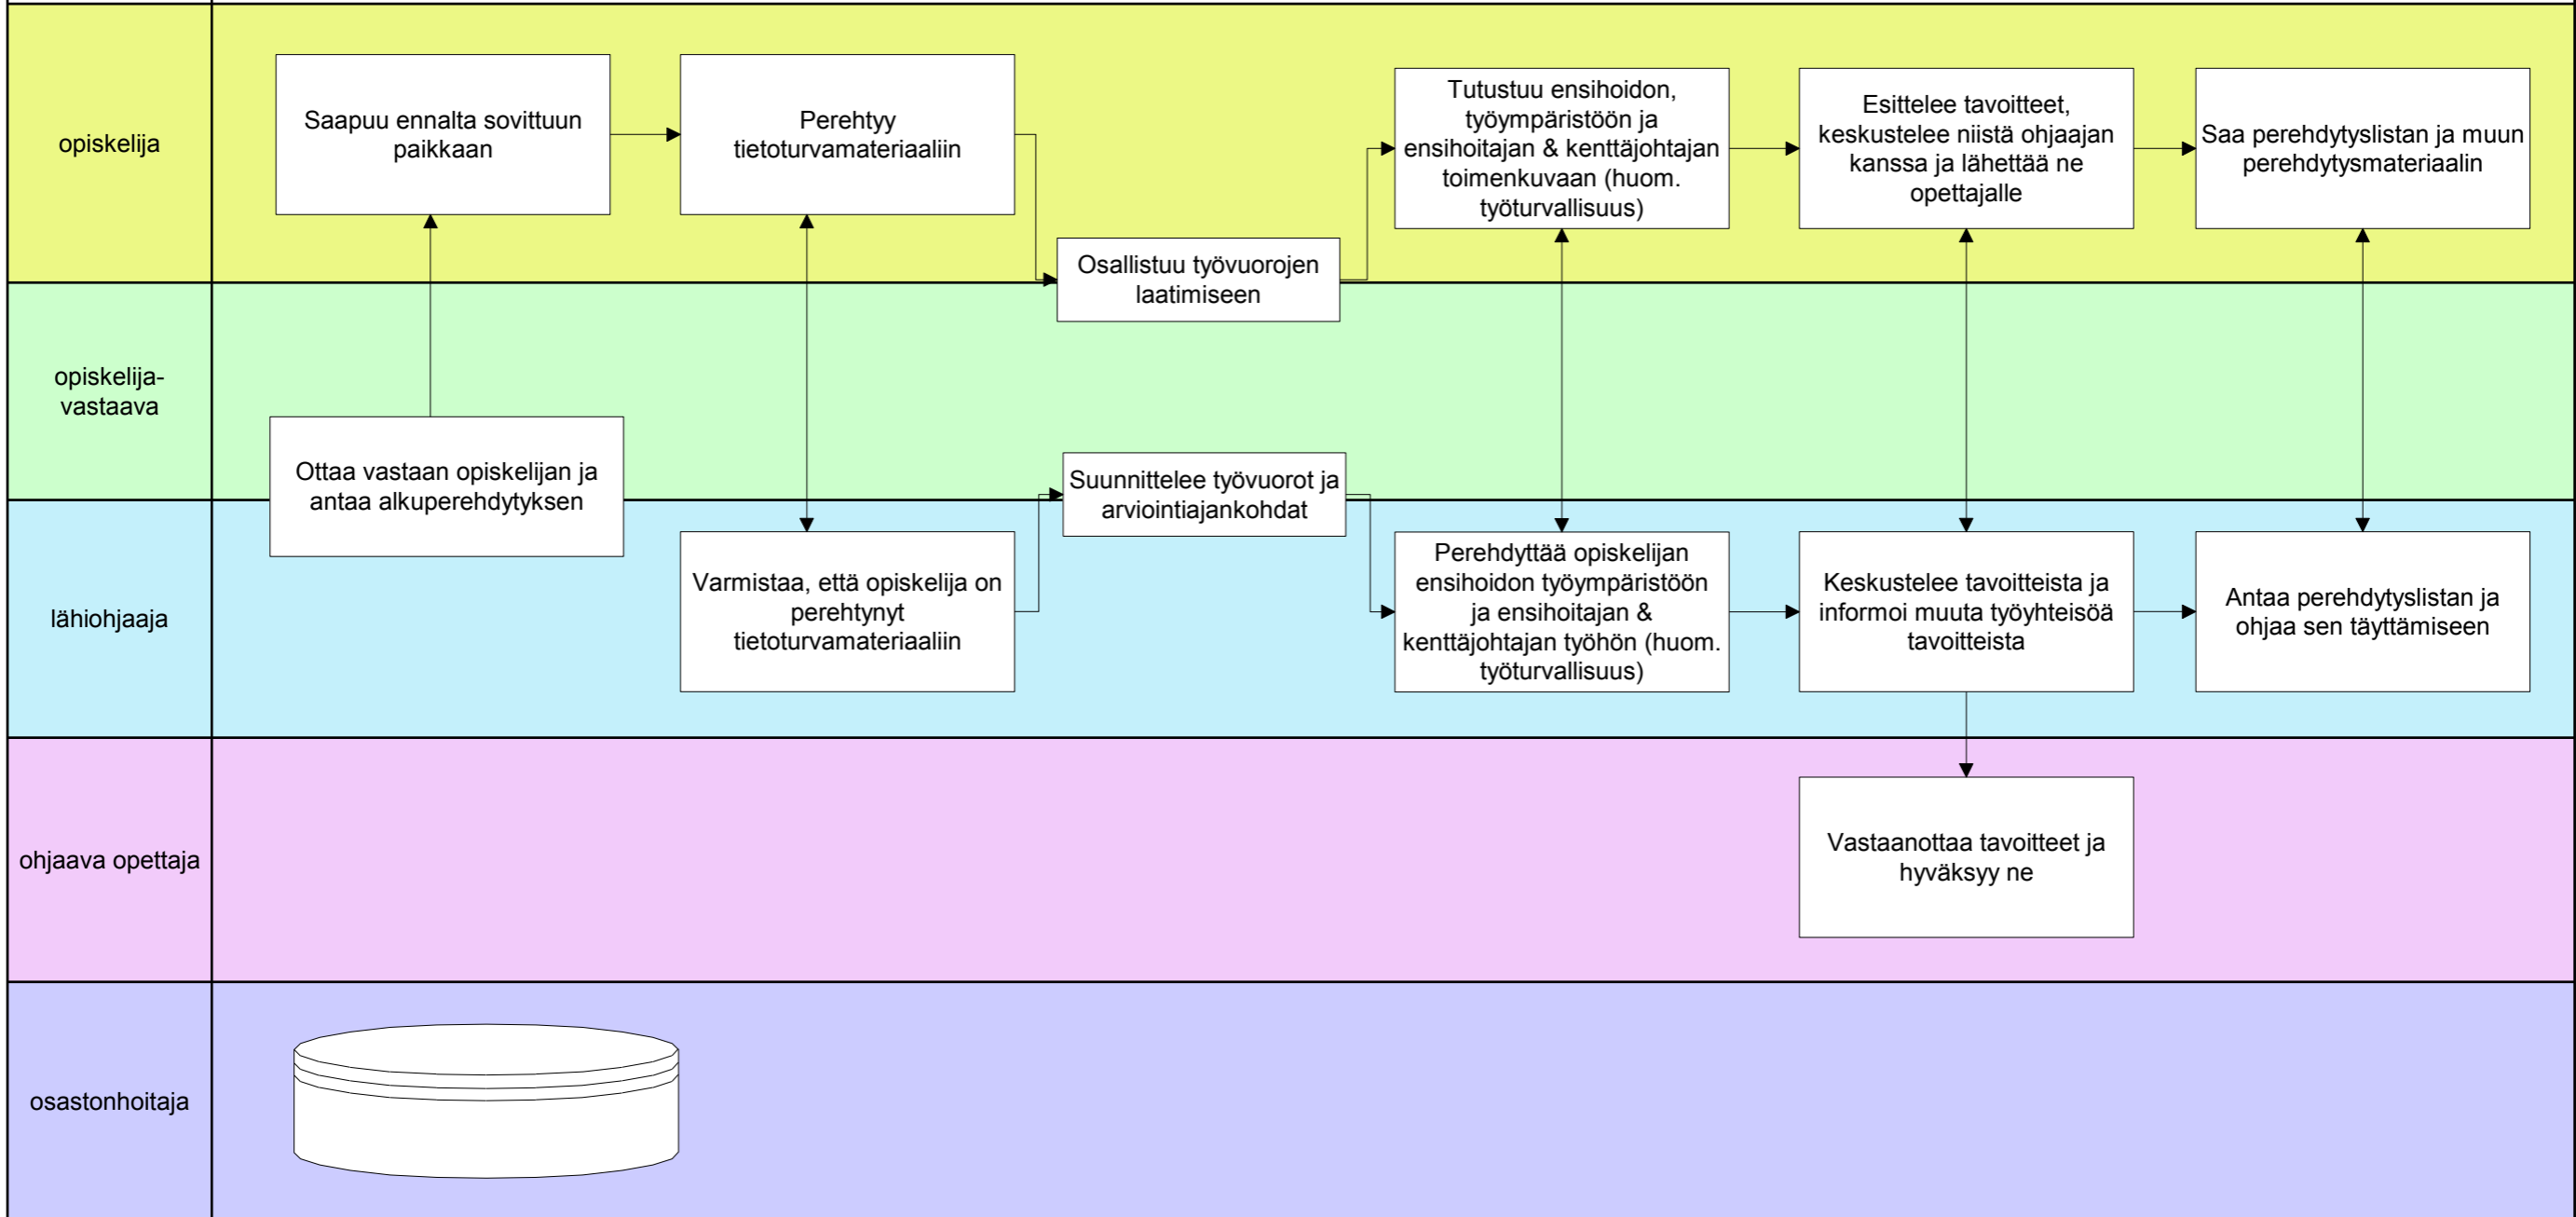 opiskelija
Saapuu ennalta sovittuun
paikkaan
Perehtyy
tietoturvamateriaaliin
Osallistuu työvuorojen
laatimiseen
Tutustuu ensihoidon,
työympäristöön ja
ensihoitajan & kenttäjohtajan
toimenkuvaan (huom.
työturvallisuus)
Esittelee tavoitteet,
keskustelee niistä ohjaajan
kanssa ja lähettää ne
opettajalle
Saa perehdytyslistan ja muun
perehdytysmateriaalin
opiskelija-
vastaava
Ottaa vastaan opiskelijan ja
antaa alkuperehdytyksen
Suunnittelee työvuorot ja
arviointiajankohdat
lähiohjaaja
Varmistaa, että opiskelija on
perehtynyt
tietoturvamateriaaliin
Perehdyttää opiskelijan
ensihoidon työympäristöön
ja ensihoitajan &
kenttäjohtajan työhön (huom.
työturvallisuus)
Keskustelee tavoitteista ja
informoi muuta työyhteisöä
tavoitteista
Antaa perehdytyslistan ja
ohjaa sen täyttämiseen
ohjaava opettaja
Vastaanottaa tavoitteet ja
hyväksyy ne
osastonhoitaja